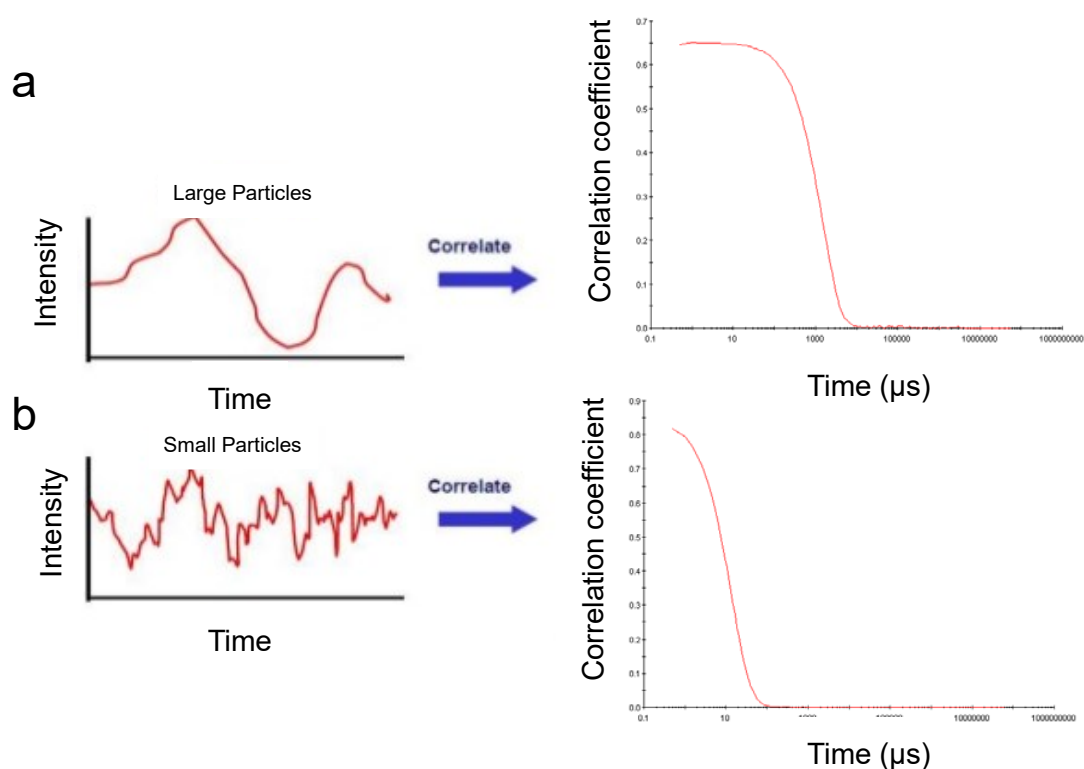 a
Large Particles
Intensity
Time
Correlate
Correlation coefficient
0.7
0.6
0.5
0.4
0.3
0.2
0.1
0.0
0.1
10
1000
100000
10000000
1000000000
Time (µs)
b
Small Particles
Intensity
Time
Correlate
Correlation coefficient
0.9
0.8
0.7
0.6
0.5
0.4
0.3
0.2
0.1
0.0
0.1
10
1000
100000
10000000
1000000000
Time (µs)